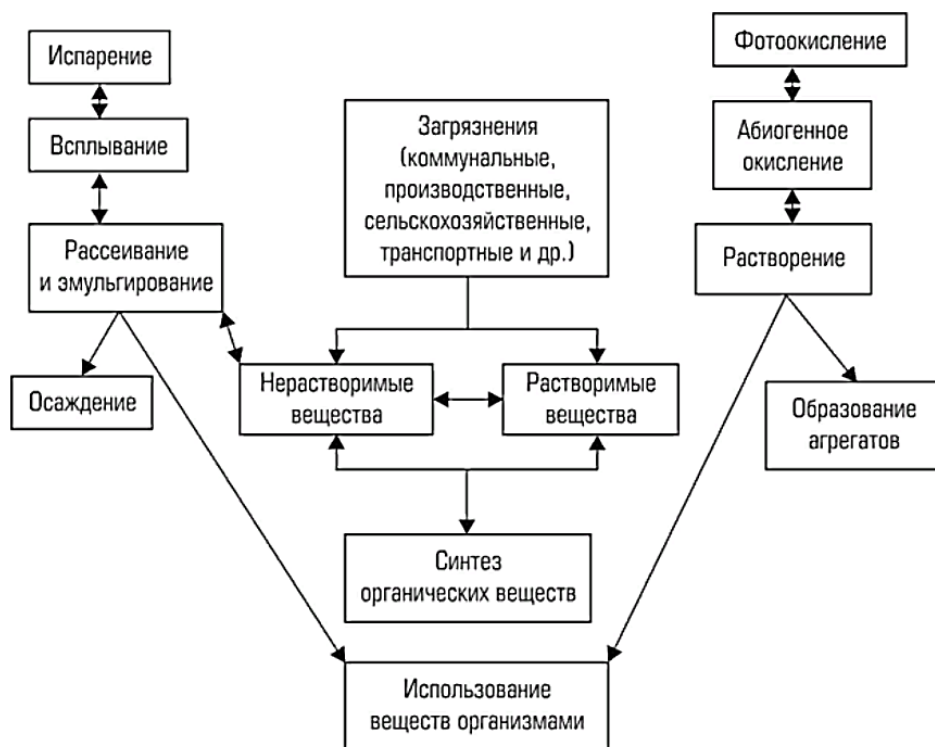 Испарение
Всплывание
Рассеивание
и эмульгирование
Осаждение
Загрязнения
(коммунальные,
производственные,
сельскохозяйственные,
транспортные и др.)
Нерастворимые
вещества
Растворимые
вещества
Синтез
органических веществ
Использование
веществ организмами
Фотоокисление
Абиогенное
окисление
Растворение
Образование
агрегатов